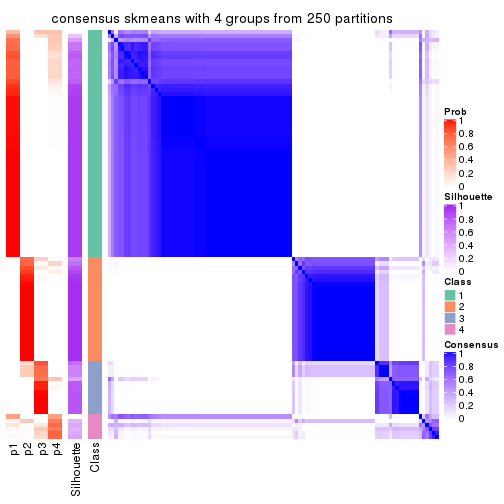 consensus skmeans with 4 groups from 250 partitions
Prob
1
0.8
0.6
0.4
0.2
0
Silhouette
1
0.8
0.6
0.4
0.2
0
Class
1
2
3
4
Consensus
1
0.8
0.6
0.4
0.2
0
p1
p2
p3
p4
Silhouette
Class